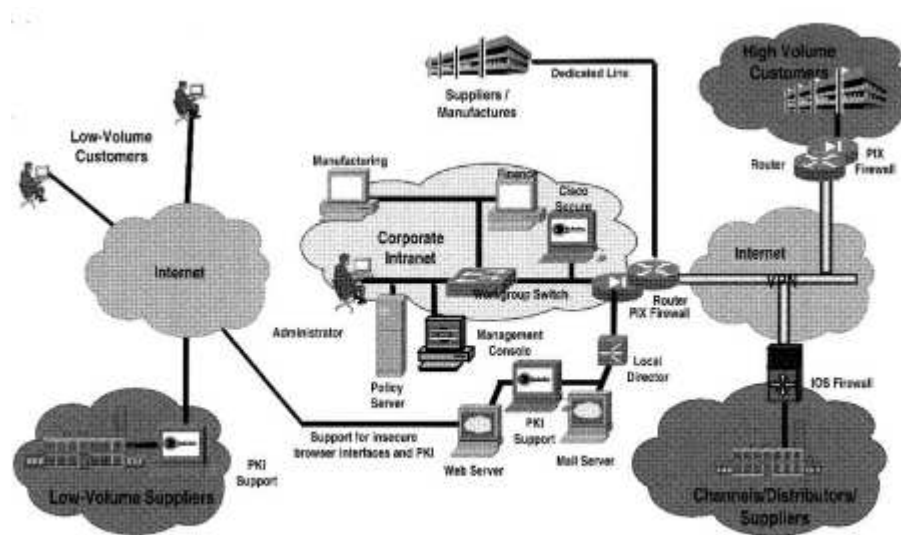 High Volume
Customers
Dedicated Line
Suppliers /
Manufactures
Low-Volume
Customers
Manufacturing
Finance
Cisco
Secure
Router
PIX
Firewall
Corporate
Intranet
Internet
Internet
VPN
Workgroup Switch
Router
PIX Firewall
Administrator
Management
Console
Local
Director
Policy
Server
IOS Firewall
PKI
Support
Support for insecure
browser interfaces and PKI
Web Server
Mail Server
PKI
Support
Low-Volume Suppliers
Channels/Distributors/
Suppliers